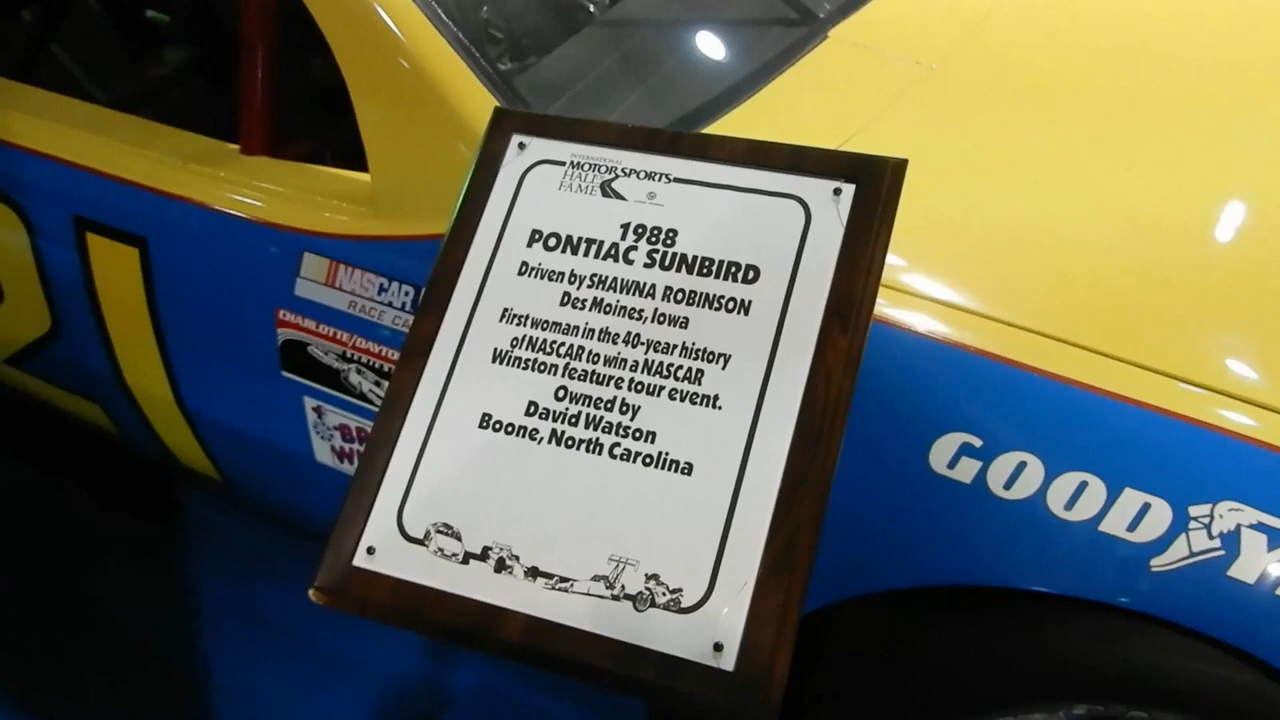 INTERNATIONAL
MOTORSPORTS
HALL OF
FAME
1988
PONTIAC SUNBIRD
Driven by SHAWNA ROBINSON
Des Moines, Iowa
First woman in the 40-year history
of NASCAR to win a NASCAR
Winston feature tour event.
Owned by
David Watson
Boone, North Carolina
NASCAR
RACE
CHARLOTTE/DAYTO
GOODY